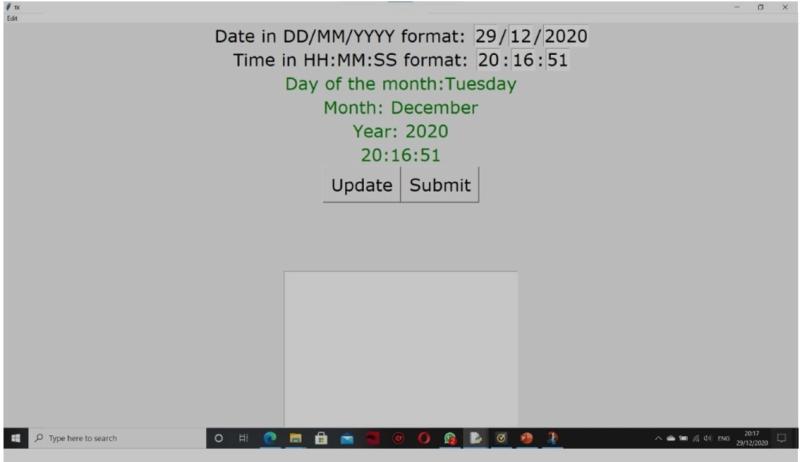 tk
Edit
Date in DD/MM/YYYY format: 29/12/2020
Time in HH:MM:SS format: 20:16:51
Day of the month:Tuesday
Month: December
Year: 2020
20:16:51
Update Submit
Type here to search
ENG
20:17
29/12/2020